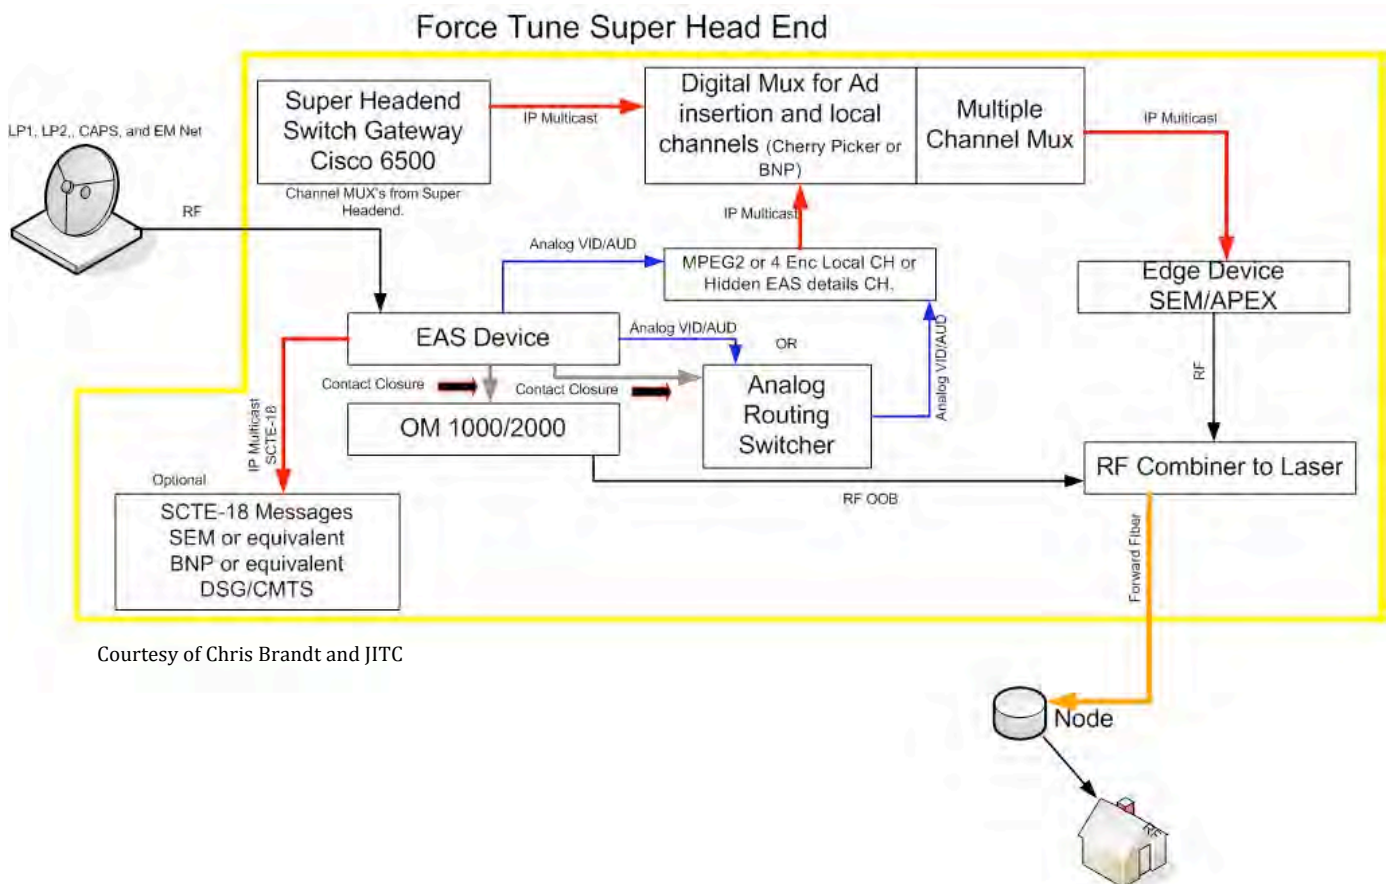 Force Tune Super Head End
LP1, LP2,, CAPS, and EM Net
RF
Super Headend
Switch Gateway
Cisco 6500
Channel MUX's from Super
Headend.
IP Multicast
Digital Mux for Ad
insertion and local
channels (Cherry Picker or
BNP)
Multiple
Channel Mux
IP Multicast
IP Multicast
Analog VID/AUD
MPEG2 or 4 Enc Local CH or
Hidden EAS details CH.
Edge Device
SEM/APEX
EAS Device
Analog VID/AUD
OR
Analog VID/AUD
RF
Contact Closure
Contact Closure
Analog
Routing
Switcher
OM 1000/2000
IP Multicast
SCTE-18
RF Combiner to Laser
RF OOB
Optional
SCTE-18 Messages
SEM or equivalent
BNP or equivalent
DSG/CMTS
Forward Fiber
Courtesy of Chris Brandt and JITC
Node
RF